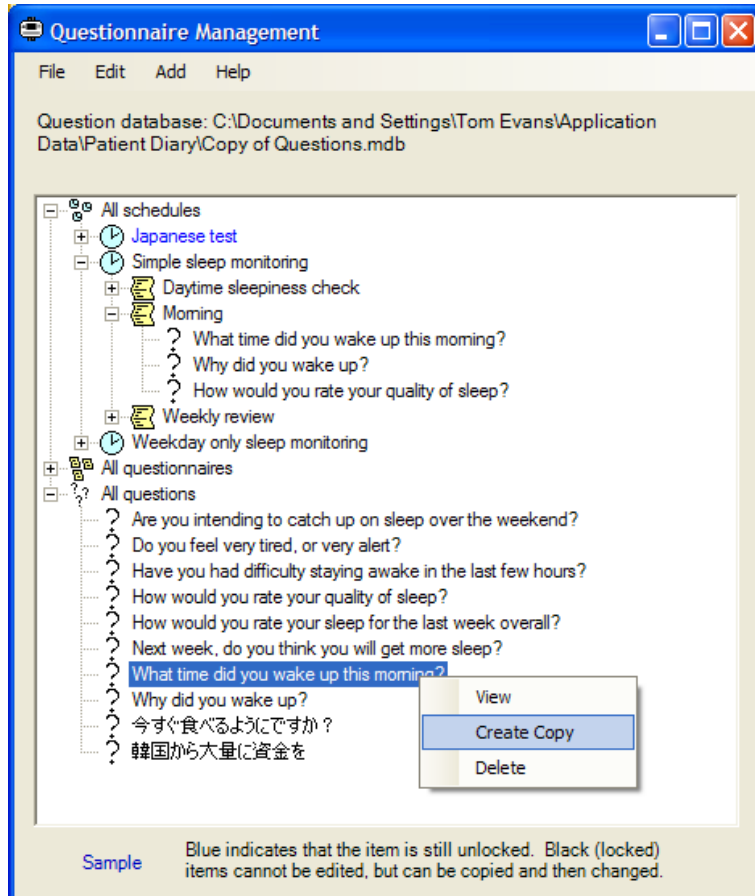 Questionnaire Management
File Edit Add Help
Question database: C:\Documents and Settings\Tom Evans\Application
Data\Patient Diary\Copy of Questions.mdb
All schedules
Japanese test
Simple sleep monitoring
Daytime sleepiness check
Morning
What time did you wake up this morning?
Why did you wake up?
How would you rate your quality of sleep?
Weekly review
Weekday only sleep monitoring
All questionnaires
All questions
Are you intending to catch up on sleep over the weekend?
Do you feel very tired, or very alert?
Have you had difficulty staying awake in the last few hours?
How would you rate your quality of sleep?
How would you rate your sleep for the last week overall?
Next week, do you think you will get more sleep?
What time did you wake up this morning?
Why did you wake up?
今すぐ食べるようにですか?
韓国から大量に資金を
View
Create Copy
Delete
Sample
Blue indicates that the item is still unlocked. Black (locked)
items cannot be edited, but can be copied and then changed.